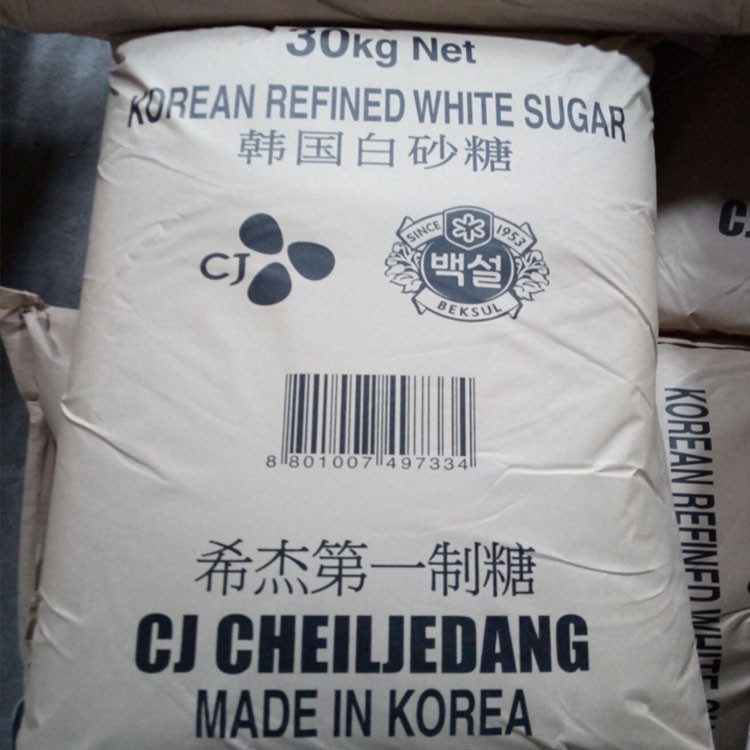 30kg Net
KOREAN REFINED WHITE SUGAR
韩国白砂糖
CJ
SINCE 1953
백설
BEKSUL
8 801007 497334
希杰第一制糖
CJ CHEILJEDANG
MADE IN KOREA
KOREAN REFINED WHITE